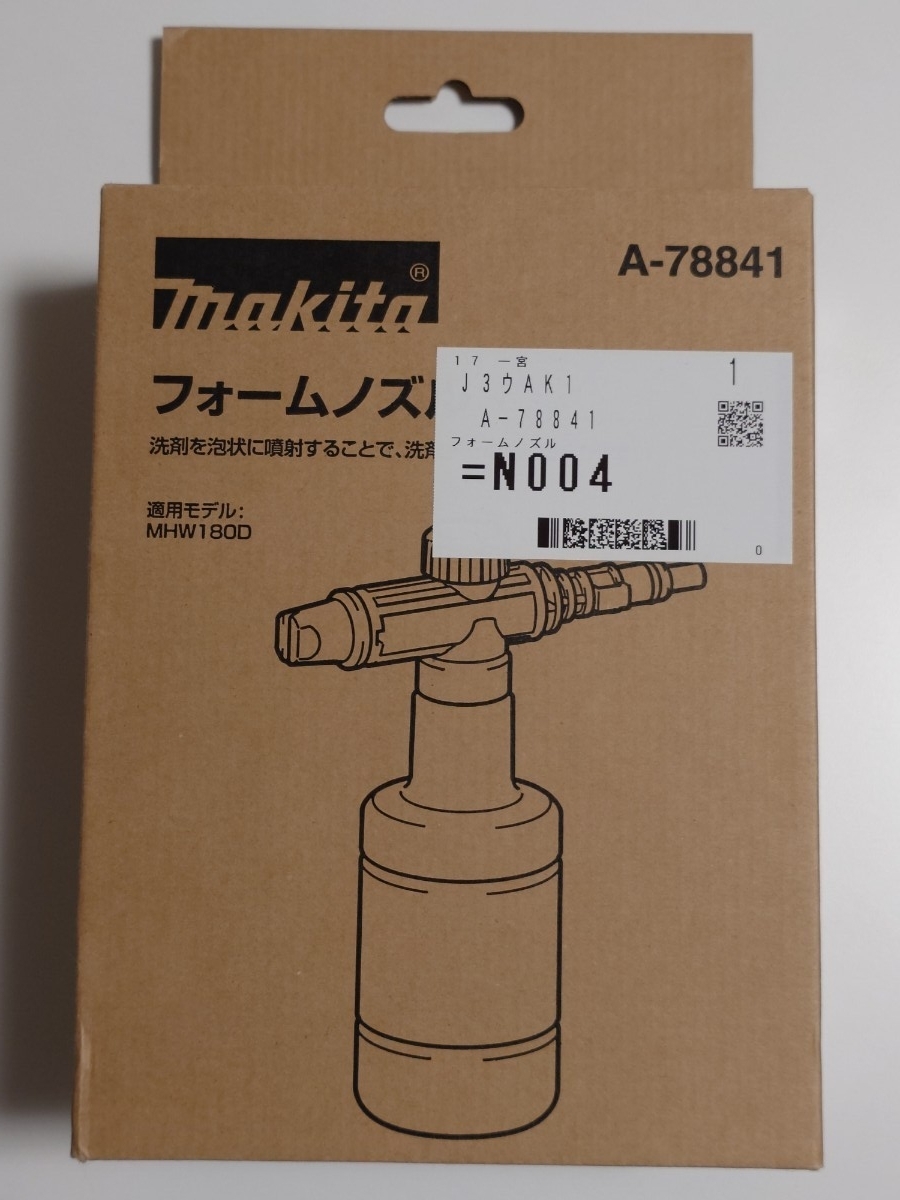 makita®
A-78841
フォームノズ
洗剤を泡状に噴射することで、洗
適用モデル:
MHW180D
17 一宮
J3ウAK1
1
A-78841
フォームノズル
=N004
0